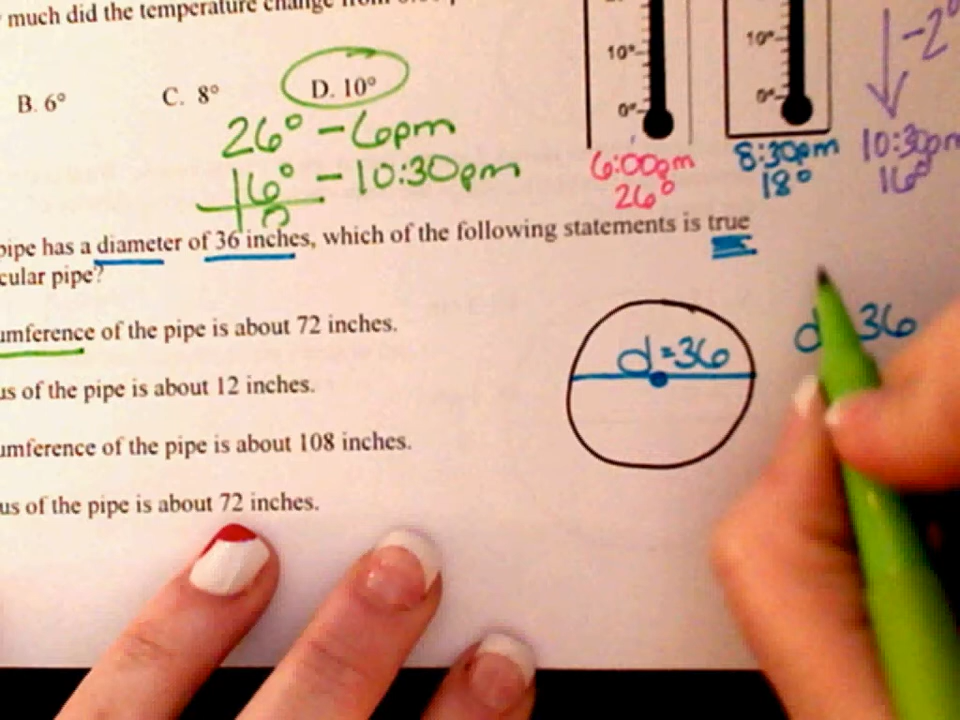 much did the temperature change from
B. 6°
C. 8°
D. 10°
10°
0°
10°
0°
-2°
26° - 6pm
16° - 10:30pm
6:00pm
26°
8:30pm
18°
10:30pm
16°
pipe has a diameter of 36 inches, which of the following statements is true
cular pipe?
umference of the pipe is about 72 inches.
us of the pipe is about 12 inches.
umference of the pipe is about 108 inches.
us of the pipe is about 72 inches.
d=36
d 36